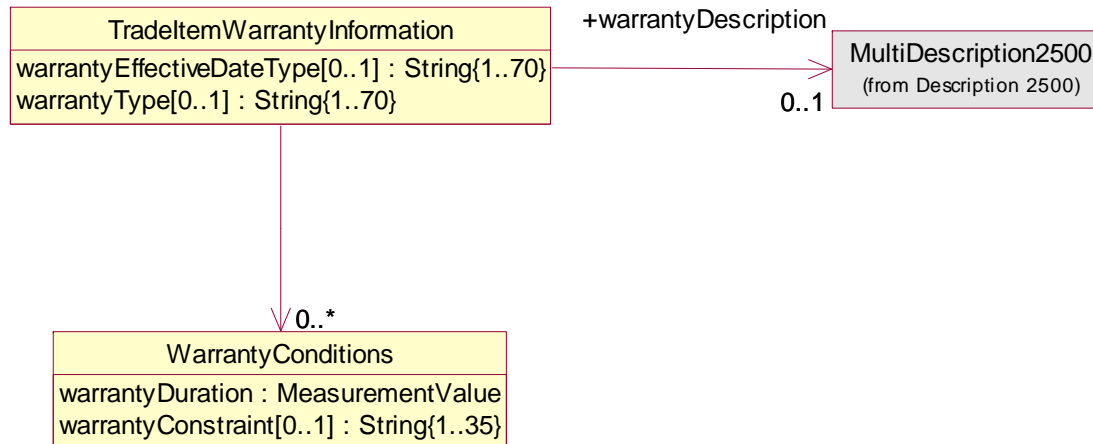 TradeItemWarrantyInformation
warrantyEffectiveDateType[0..1] : String{1..70}
warrantyType[0..1] : String{1..70}
+warrantyDescription
0..1
MultiDescription2500
(from Description 2500)
0..*
WarrantyConditions
warrantyDuration : MeasurementValue
warrantyConstraint[0..1] : String{1..35}